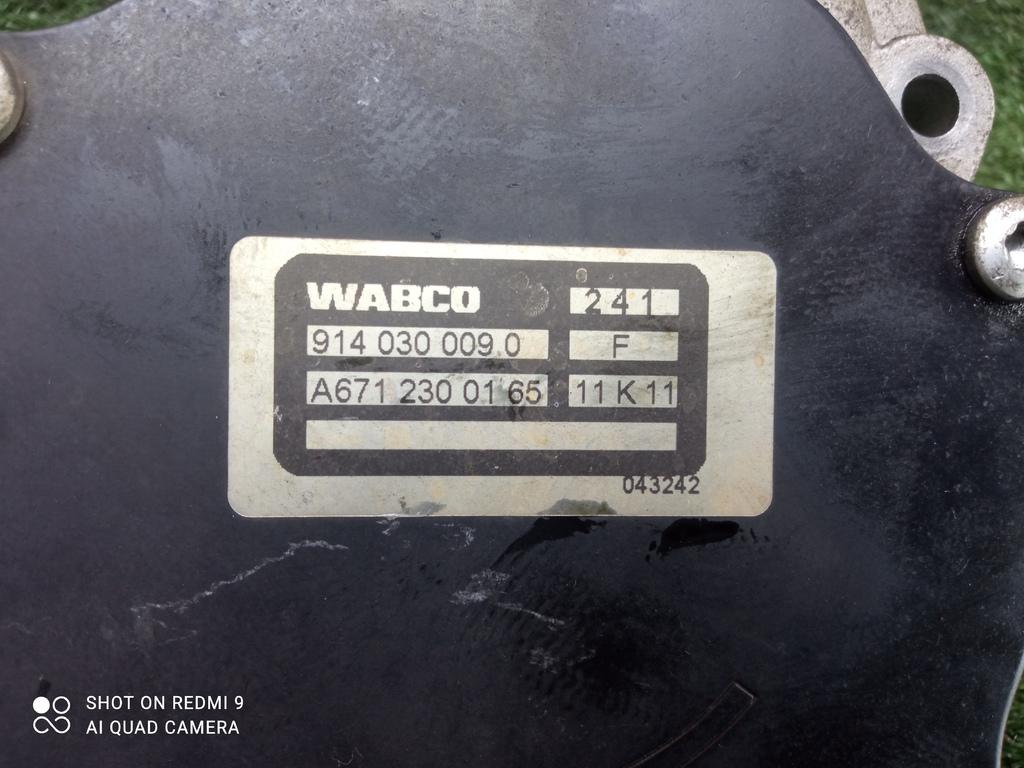 WABCO 241
914 030 009 0 F
A671 230 01 65 11 K 11
043242
SHOT ON REDMI 9
AI QUAD CAMERA